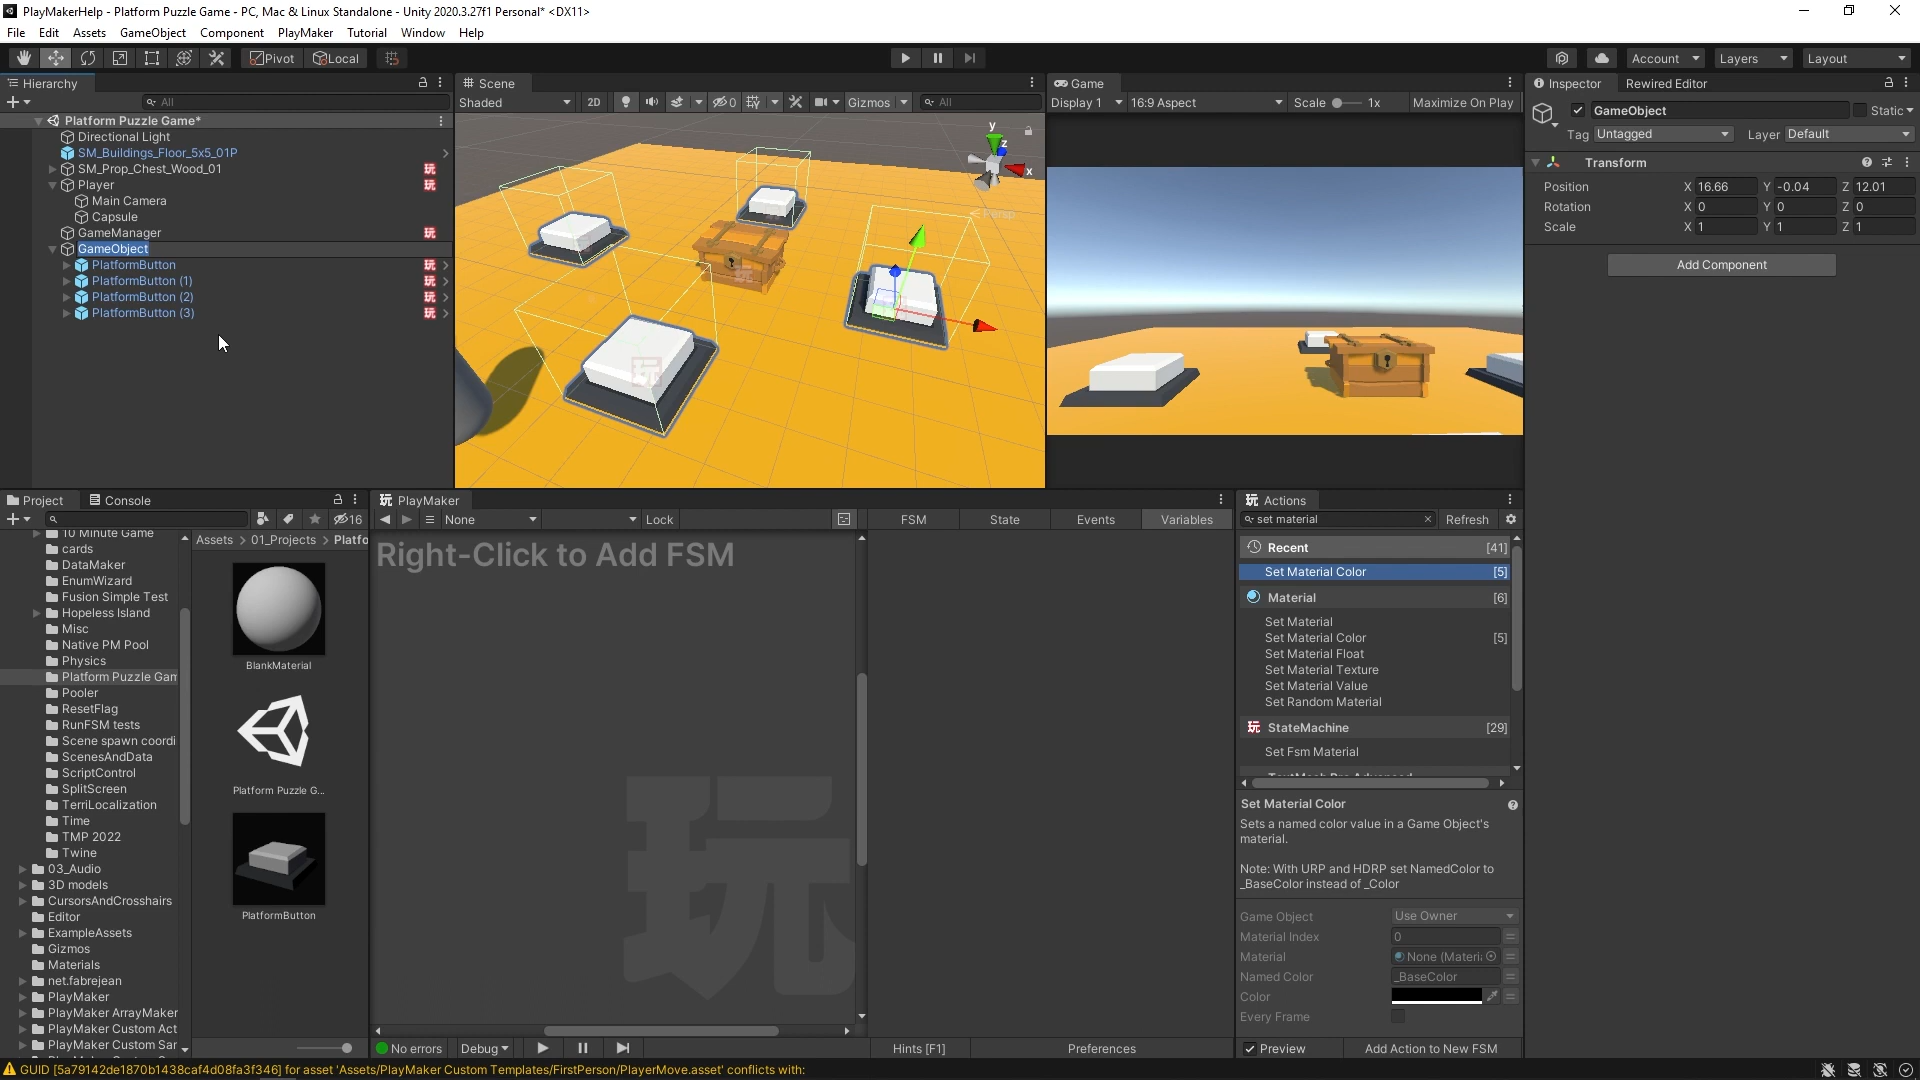 PlayMakerHelp - Platform Puzzle Game - PC, Mac & Linux Standalone - Unity 2020.3.27f1 Personal* <DX11>
File Edit Assets GameObject Component PlayMaker Tutorial Window Help
Pivot Local Account Layers Layout
Hierarchy
All
Platform Puzzle Game*
Directional Light
SM_Buildings_Floor_5x5_01P
SM_Prop_Chest_Wood_01 玩
Player 玩
Main Camera
Capsule
GameManager 玩
GameObject
PlatformButton 玩
PlatformButton (1) 玩
PlatformButton (2) 玩
PlatformButton (3) 玩
Scene
Shaded 2D 0 Gizmos All
y
z
x
Persp
玩
Game
Display 1 16:9 Aspect Scale 1x Maximize On Play
Inspector Rewired Editor
GameObject Static
Tag Untagged Layer Default
Transform
Position X 16.66 Y -0.04 Z 12.01
Rotation X 0 Y 0 Z 0
Scale X 1 Y 1 Z 1
Add Component
Project Console
16
10 Minute Game
cards
DataMaker
EnumWizard
Fusion Simple Test
Hopeless Island
Misc
Native PM Pool
Physics
Platform Puzzle Gam
Pooler
ResetFlag
RunFSM tests
Scene spawn coordi
ScenesAndData
ScriptControl
SplitScreen
TerriLocalization
Time
TMP 2022
Twine
03_Audio
3D models
CursorsAndCrosshairs
Editor
ExampleAssets
Gizmos
Materials
net.fabrejean
PlayMaker
PlayMaker ArrayMaker
PlayMaker Custom Act
PlayMaker Custom Sar
Assets > 01_Projects > Platfo
BlankMaterial
Platform Puzzle G...
PlatformButton
玩 PlayMaker
None Lock
FSM State Events Variables
Right-Click to Add FSM
玩
No errors Debug Hints [F1] Preferences
玩 Actions
set material Refresh
Recent [41]
Set Material Color [5]
Material [6]
Set Material
Set Material Color [5]
Set Material Float
Set Material Texture
Set Material Value
Set Random Material
玩 StateMachine [29]
Set Fsm Material
Set Material Color
Sets a named color value in a Game Object's
material.
Note: With URP and HDRP set NamedColor to
_BaseColor instead of _Color
Game Object Use Owner
Material Index 0
Material None (Materi
Named Color _BaseColor
Color
Every Frame
Preview Add Action to New FSM
GUID [5a79142de1870b1438caf4d08fa3f346] for asset 'Assets/PlayMaker Custom Templates/FirstPerson/PlayerMove.asset' conflicts with: